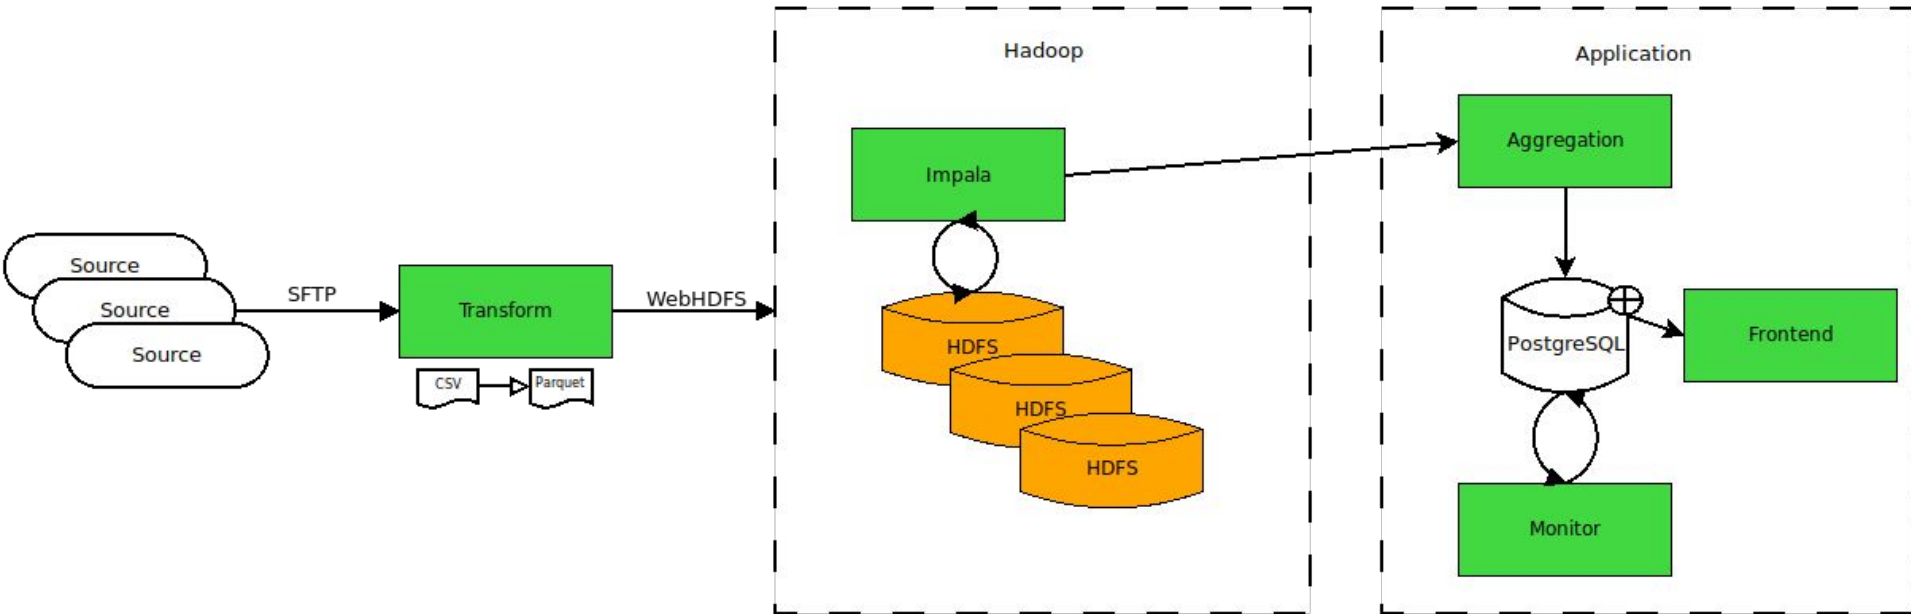 Hadoop
Application
Aggregation
Impala
Source
Source
Source
SFTP
Transform
WebHDFS
CSV
Parquet
HDFS
HDFS
HDFS
PostgreSQL
Frontend
Monitor